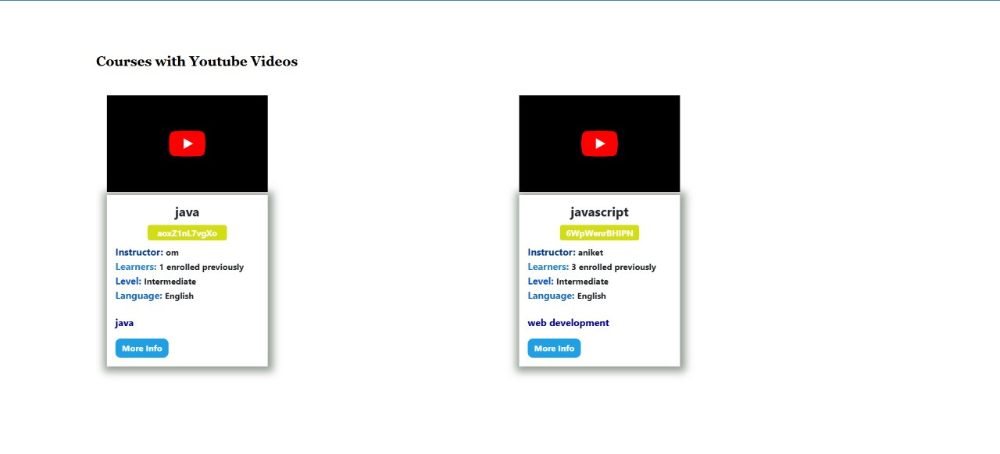 Courses with Youtube Videos
java
aoxZ1nL7vgXo
Instructor: om
Learners: 1 enrolled previously
Level: Intermediate
Language: English
java
More Info
javascript
6WpWenrBHIPN
Instructor: aniket
Learners: 3 enrolled previously
Level: Intermediate
Language: English
web development
More Info